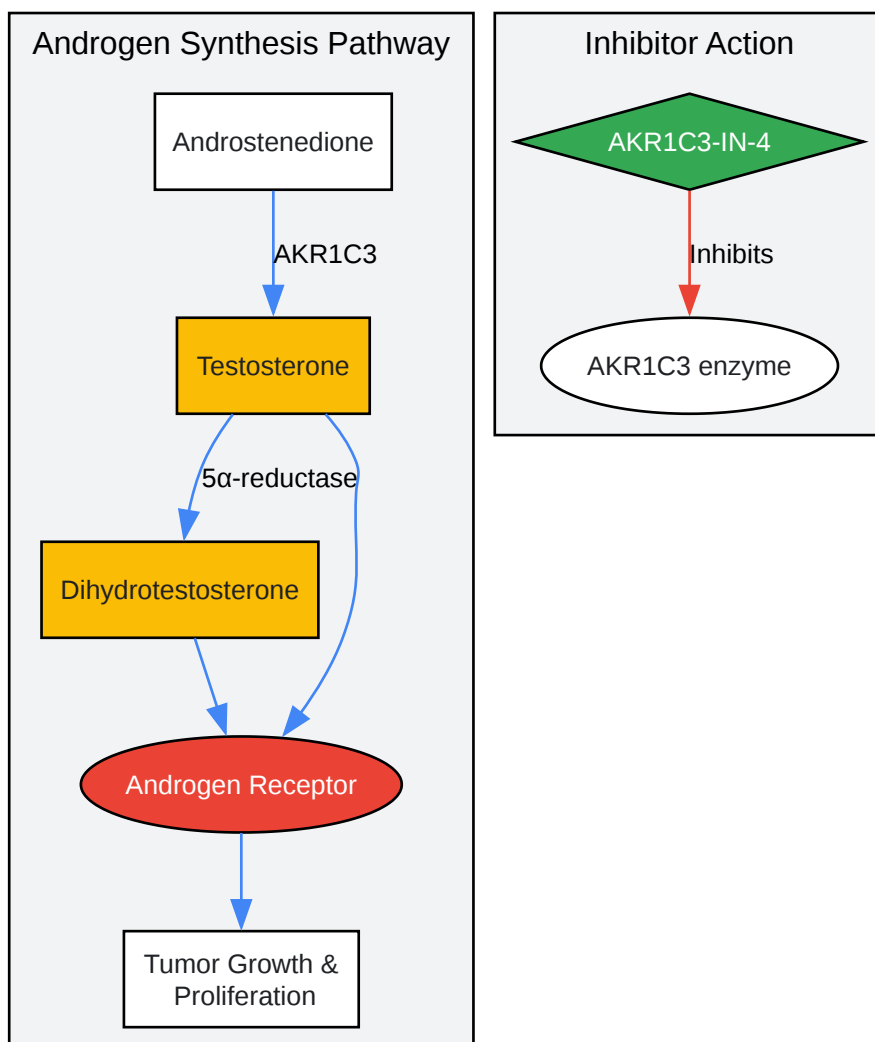 Androgen Synthesis Pathway
Androstenedione
AKR1C3
Testosterone
5α-reductase
Dihydrotestosterone
Androgen Receptor
Tumor Growth &
Proliferation
Inhibitor Action
AKR1C3-IN-4
Inhibits
AKR1C3 enzyme